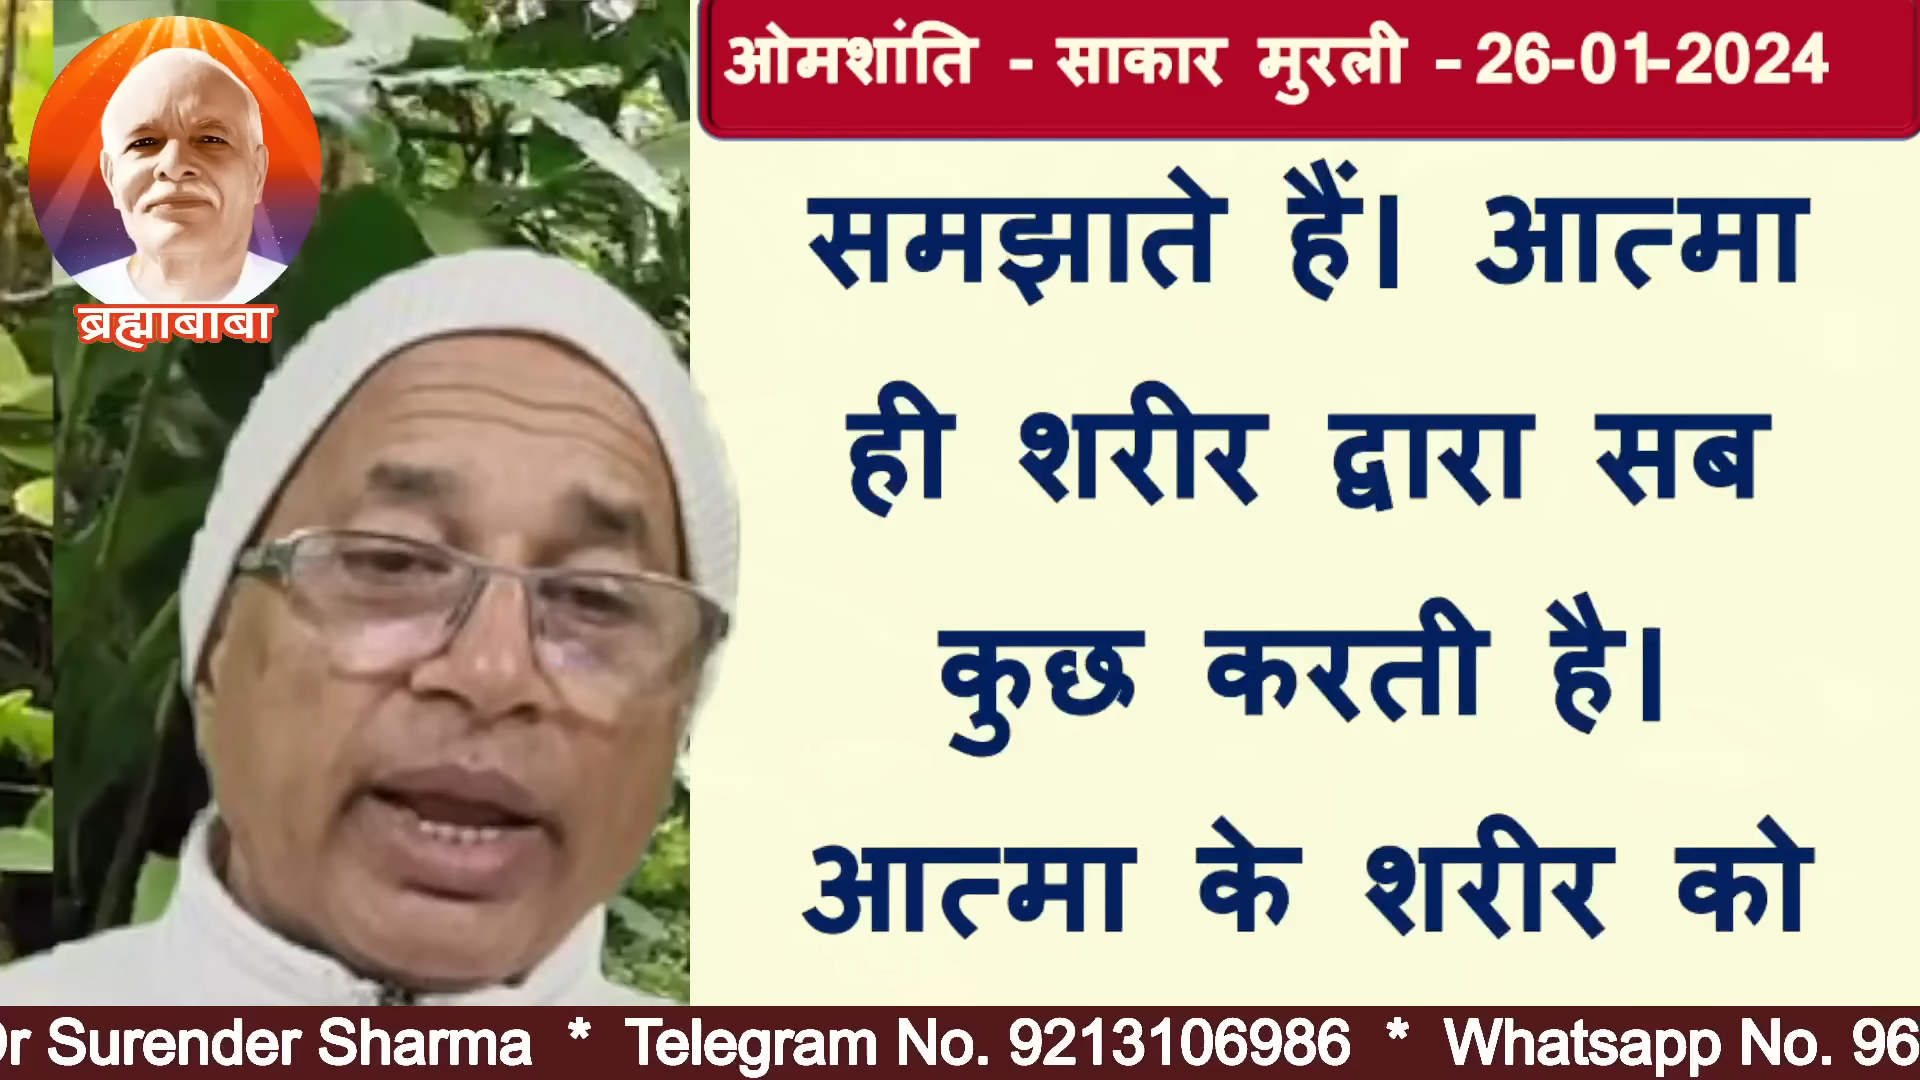 ओमशांति - साकार मुरली - 26-01-2024
ब्रह्माबाबा
समझाते हैं। आत्मा
ही शरीर द्वारा सब
कुछ करती है।
आत्मा के शरीर को
Dr Surender Sharma * Telegram No. 9213106986 * Whatsapp No. 96